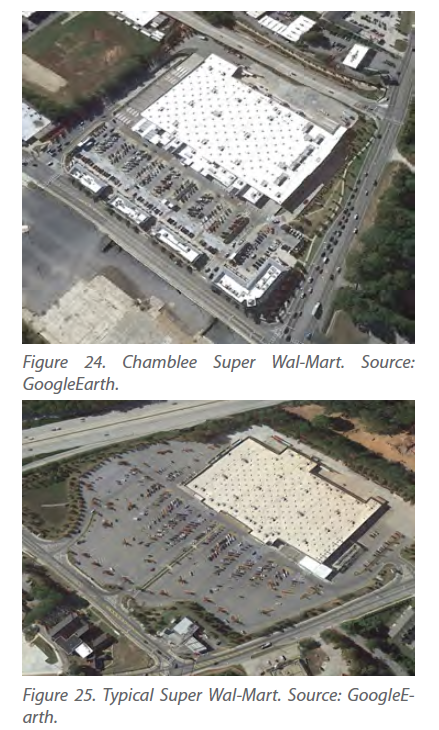 Figure 24. Chamblee Super Wal-Mart. Source:
GoogleEarth.
Figure 25. Typical Super Wal-Mart. Source: GoogleE-
arth.